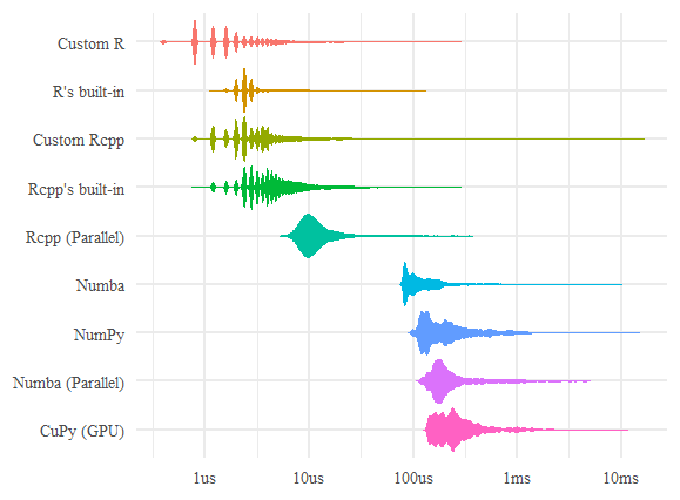 Custom R
R's built-in
Custom Rcpp
Rcpp's built-in
Rcpp (Parallel)
Numba
NumPy
Numba (Parallel)
CuPy (GPU)
1us 10us 100us 1ms 10ms